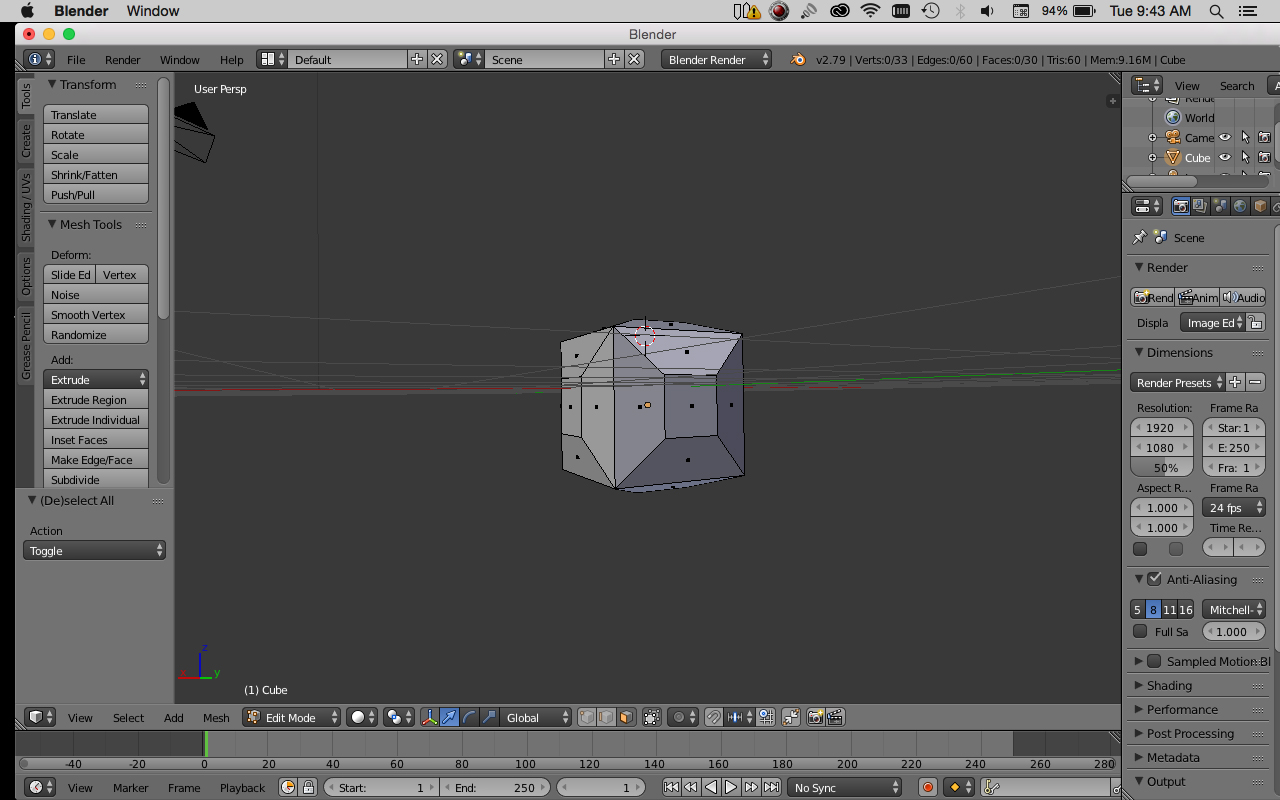 Blender Window 94% Tue 9:43 AM
Blender
File Render Window Help Default Scene Blender Render v2.79 | Verts:0/33 | Edges:0/60 | Faces:0/30 | Tris:60 | Mem:9.16M | Cube
Tools
Create
Shading / UVs
Options
Grease Pencil
Transform
Translate
Rotate
Scale
Shrink/Fatten
Push/Pull
Mesh Tools
Deform:
Slide Ed Vertex
Noise
Smooth Vertex
Randomize
Add:
Extrude
Extrude Region
Extrude Individual
Inset Faces
Make Edge/Face
Subdivide
(De)select All
Action
Toggle
User Persp
z
x y
(1) Cube
View Select Add Mesh Edit Mode Global
-40 -20 0 20 40 60 80 100 120 140 160 180 200 220 240 260 280
View Marker Frame Playback Start: 1 End: 250 1 No Sync
View Search
World
Came
Cube
Scene
Render
Rend Anim Audio
Displa Image Ed
Dimensions
Render Presets
Resolution: Frame Ra
1920 Star: 1
1080 E: 250
50% Fra: 1
Aspect R... Frame Ra
1.000 24 fps
1.000 Time Re...
Anti-Aliasing
5 8 11 16 Mitchell-
Full Sa 1.000
Sampled Motion Bl
Shading
Performance
Post Processing
Metadata
Output